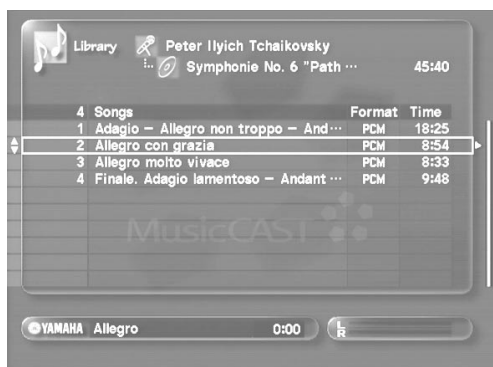 Library Peter Ilyich Tchaikovsky
Symphonie No. 6 "Path ··· 45:40
4 Songs Format Time
1 Adagio – Allegro non troppo – And ··· PCM 18:25
2 Allegro con grazia PCM 8:54
3 Allegro molto vivace PCM 8:33
4 Finale. Adagio lamentoso – Andant ··· PCM 9:48
MusicCAST
YAMAHA Allegro 0:00 L
R